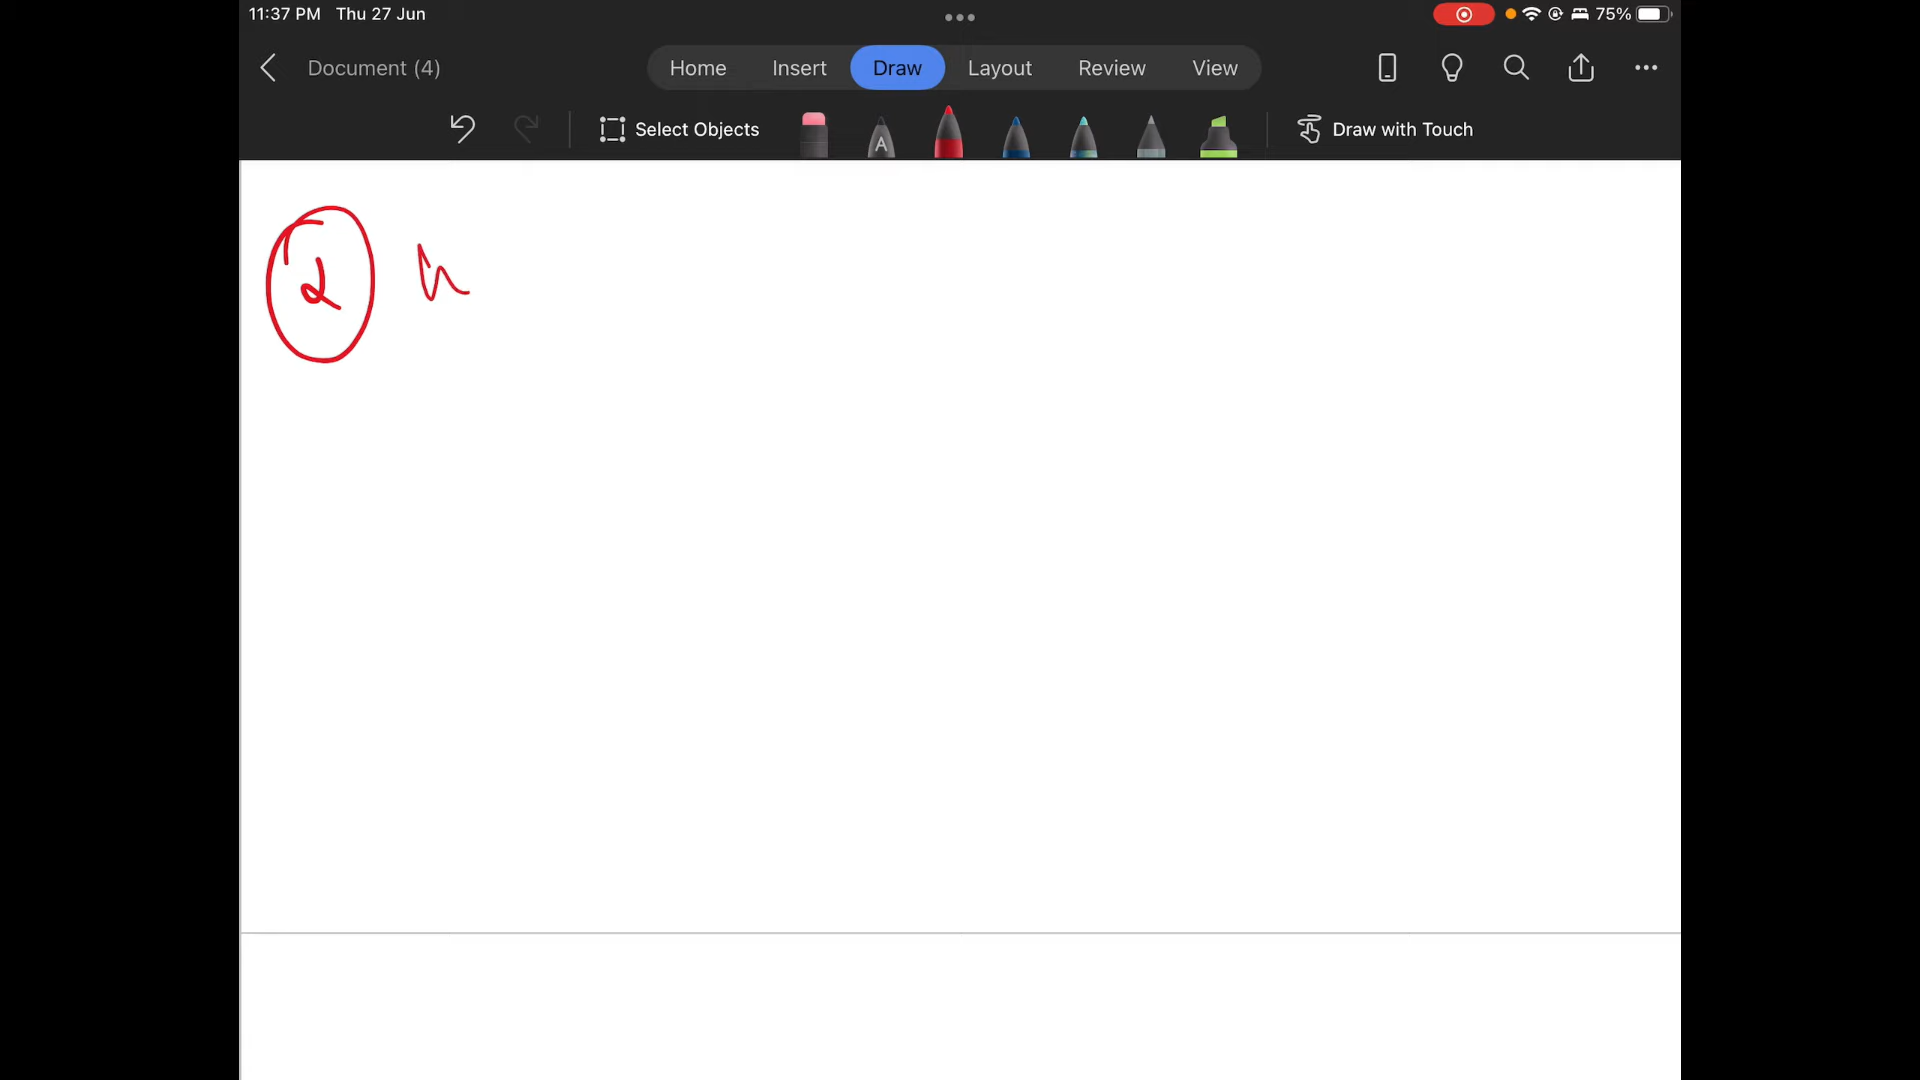 11:37 PM Thu 27 Jun 75%
Document (4) Home Insert Draw Layout Review View
Select Objects A Draw with Touch
2